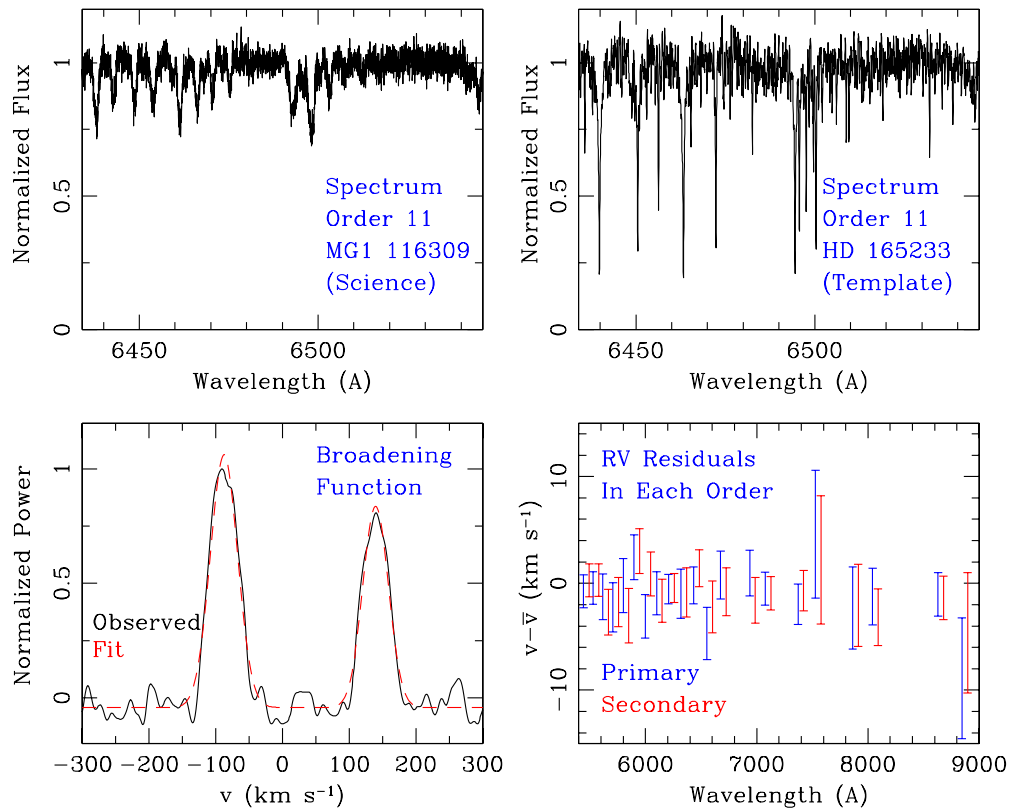 Normalized Flux
1
0.5
0
Spectrum
Order 11
MG1 116309
(Science)
6450
6500
Wavelength (A)
Normalized Flux
1
0.5
0
Spectrum
Order 11
HD 165233
(Template)
6450
6500
Wavelength (A)
Normalized Power
1
0.5
0
Broadening
Function
Observed
Fit
−300
−200
−100
0
100
200
300
v (km s⁻¹)
v−v̅ (km s⁻¹)
10
0
−10
RV Residuals
In Each Order
Primary
Secondary
6000
7000
8000
9000
Wavelength (A)